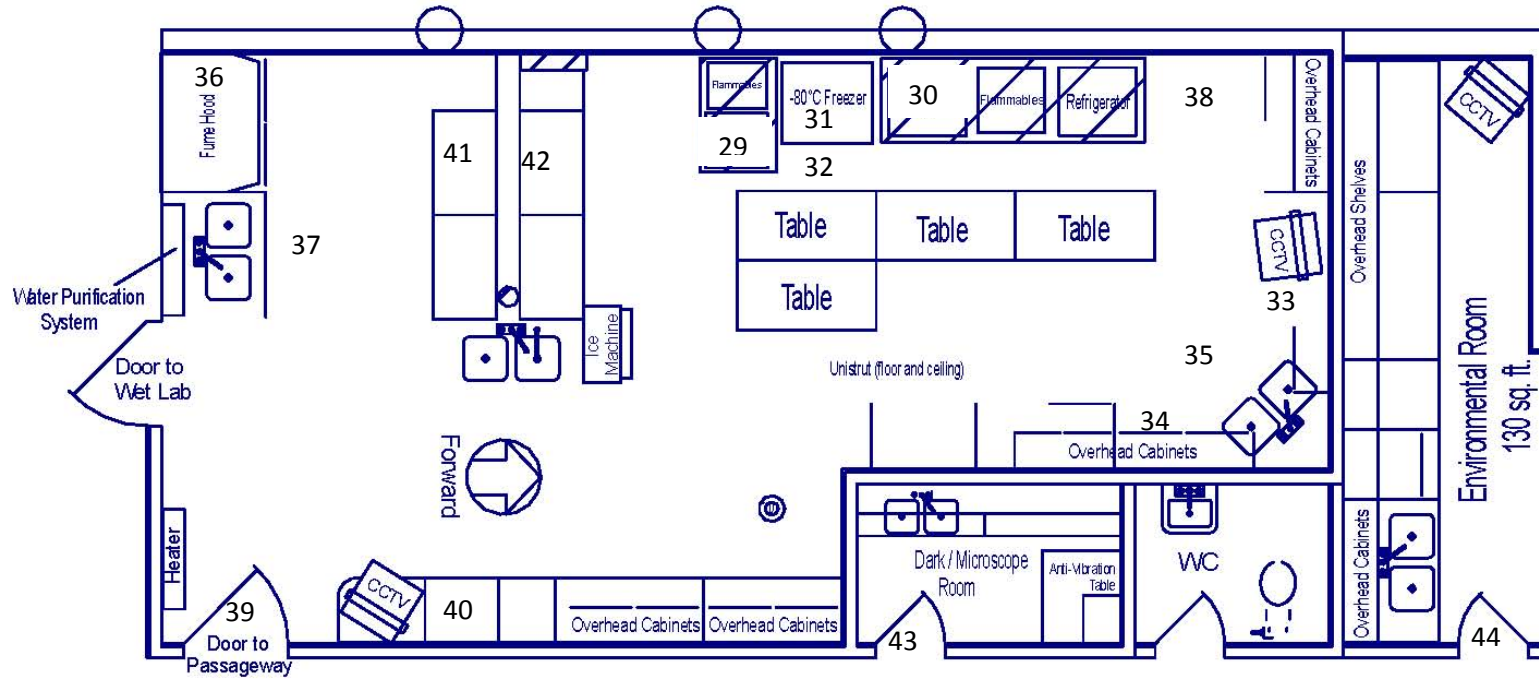 36
Fume Hood
41
42
Flammables
29
-80°C Freezer
31
32
30
Flammables
Refrigerator
38
Overhead Cabinets
CCTV
Overhead Shelves
37
Table
Table
Table
Table
CCTV
33
Water Purification
System
Door to
Wet Lab
Ice
Machine
Unistrut (floor and ceiling)
35
34
Overhead Cabinets
Environmental Room
130 sq. ft.
Forward
Heater
39
Door to
Passageway
CCTV
40
Overhead Cabinets
Overhead Cabinets
Dark / Microscope
Room
Anti-Vibration
Table
43
WC
Overhead Cabinets
44